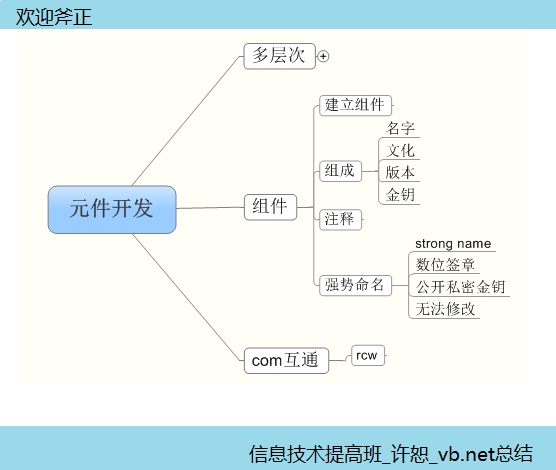 欢迎斧正
多层次
元件开发
组件
建立组件
组成
名字
文化
版本
金钥
注释
强势命名
strong name
数位签章
公开私密金钥
无法修改
com互通
rcw
信息技术提高班_许恕_vb.net总结